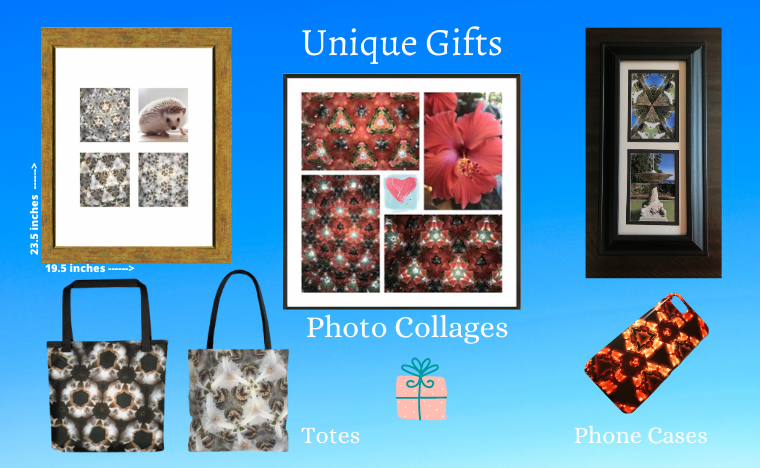 Unique Gifts
23.5 inches ------>
19.5 inches ------>
Photo Collages
Totes
Phone Cases